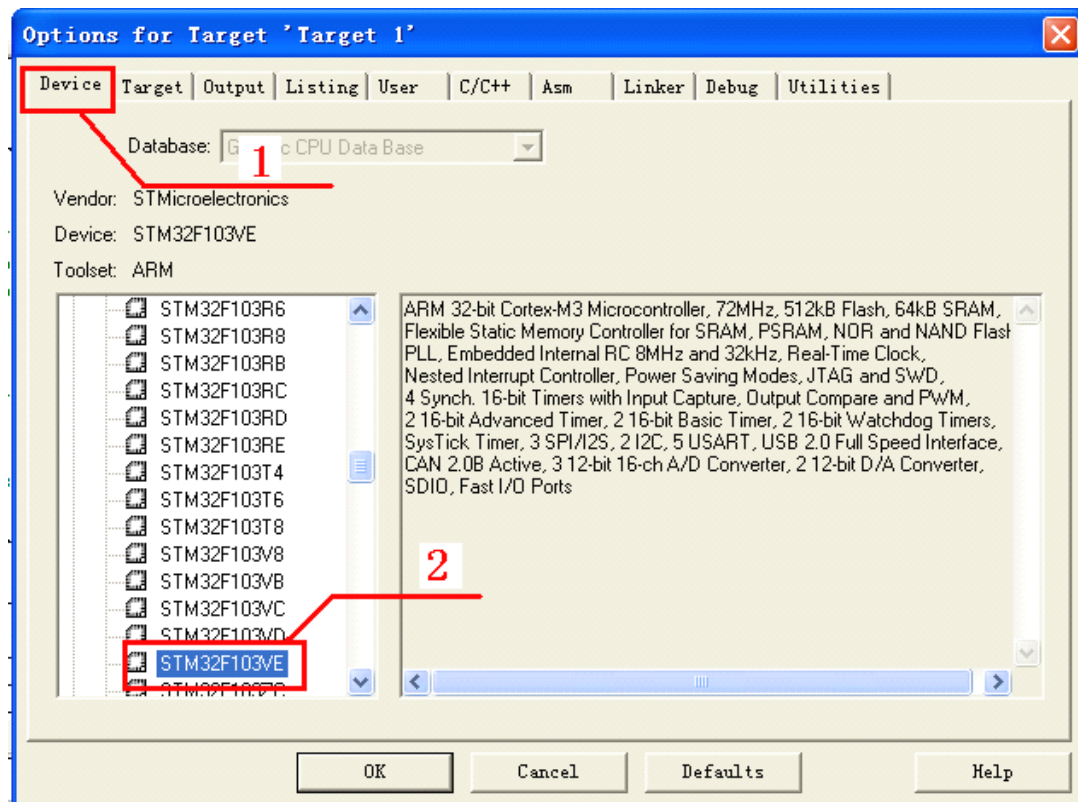 Options for Target 'Target 1'
Device Target Output Listing User C/C++ Asm Linker Debug Utilities
Database: G c CPU Data Base
1
Vendor: STMicroelectronics
Device: STM32F103VE
Toolset: ARM
STM32F103R6
STM32F103R8
STM32F103RB
STM32F103RC
STM32F103RD
STM32F103RE
STM32F103T4
STM32F103T6
STM32F103T8
STM32F103V8
STM32F103VB
STM32F103VC
STM32F103VD
STM32F103VE
ARM 32-bit Cortex-M3 Microcontroller, 72MHz, 512kB Flash, 64kB SRAM,
Flexible Static Memory Controller for SRAM, PSRAM, NOR and NAND Flash
PLL, Embedded Internal RC 8MHz and 32kHz, Real-Time Clock,
Nested Interrupt Controller, Power Saving Modes, JTAG and SWD,
4 Synch. 16-bit Timers with Input Capture, Output Compare and PWM,
2 16-bit Advanced Timer, 2 16-bit Basic Timer, 2 16-bit Watchdog Timers,
SysTick Timer, 3 SPI/I2S, 2 I2C, 5 USART, USB 2.0 Full Speed Interface,
CAN 2.0B Active, 3 12-bit 16-ch A/D Converter, 2 12-bit D/A Converter,
SDIO, Fast I/O Ports
2
OK Cancel Defaults Help